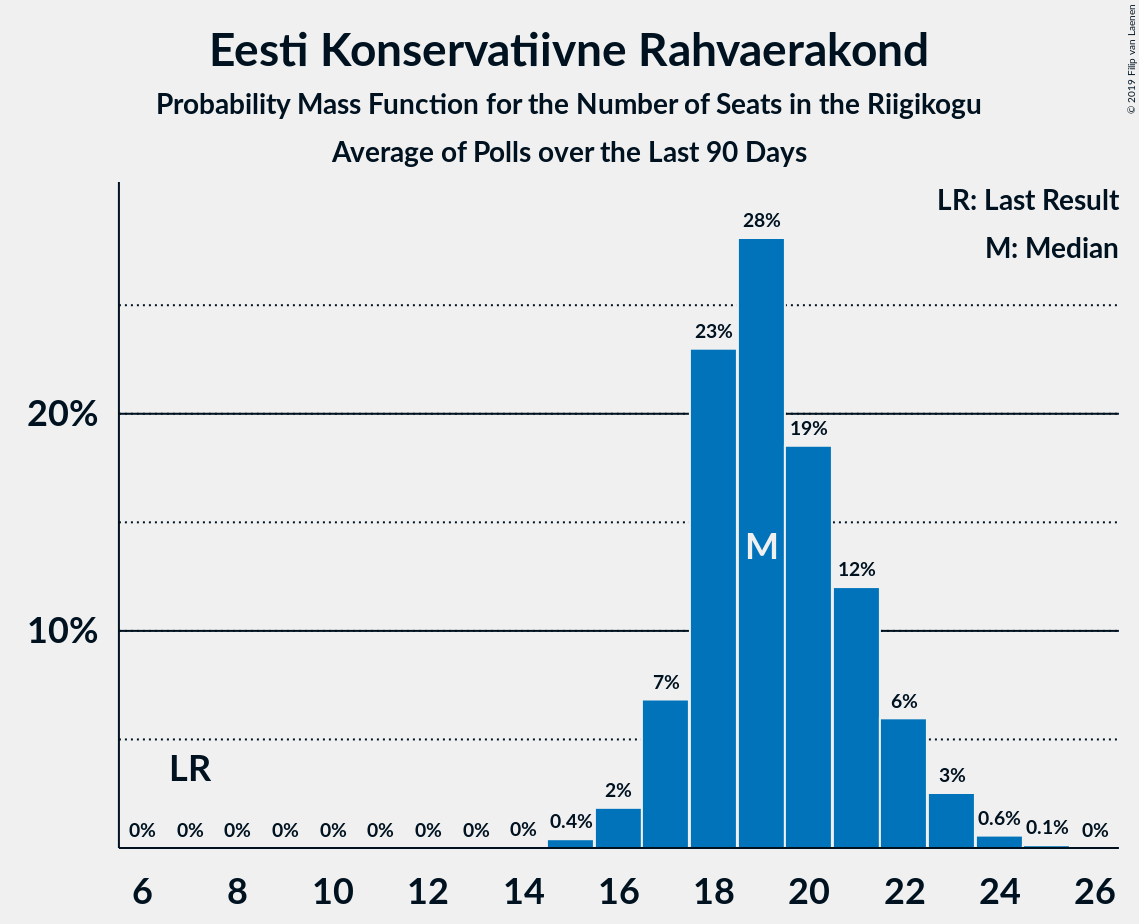 Eesti Konservatiivne Rahvaerakond
Probability Mass Function for the Number of Seats in the Riigikogu
Average of Polls over the Last 90 Days
© 2019 Filip van Laenen
LR: Last Result
M: Median
28%
23%
20%
19%
M
12%
10%
7%
6%
LR
3%
2%
0% 0% 0% 0% 0% 0% 0% 0% 0% 0.4% 0.6% 0.1% 0%
6 8 10 12 14 16 18 20 22 24 26